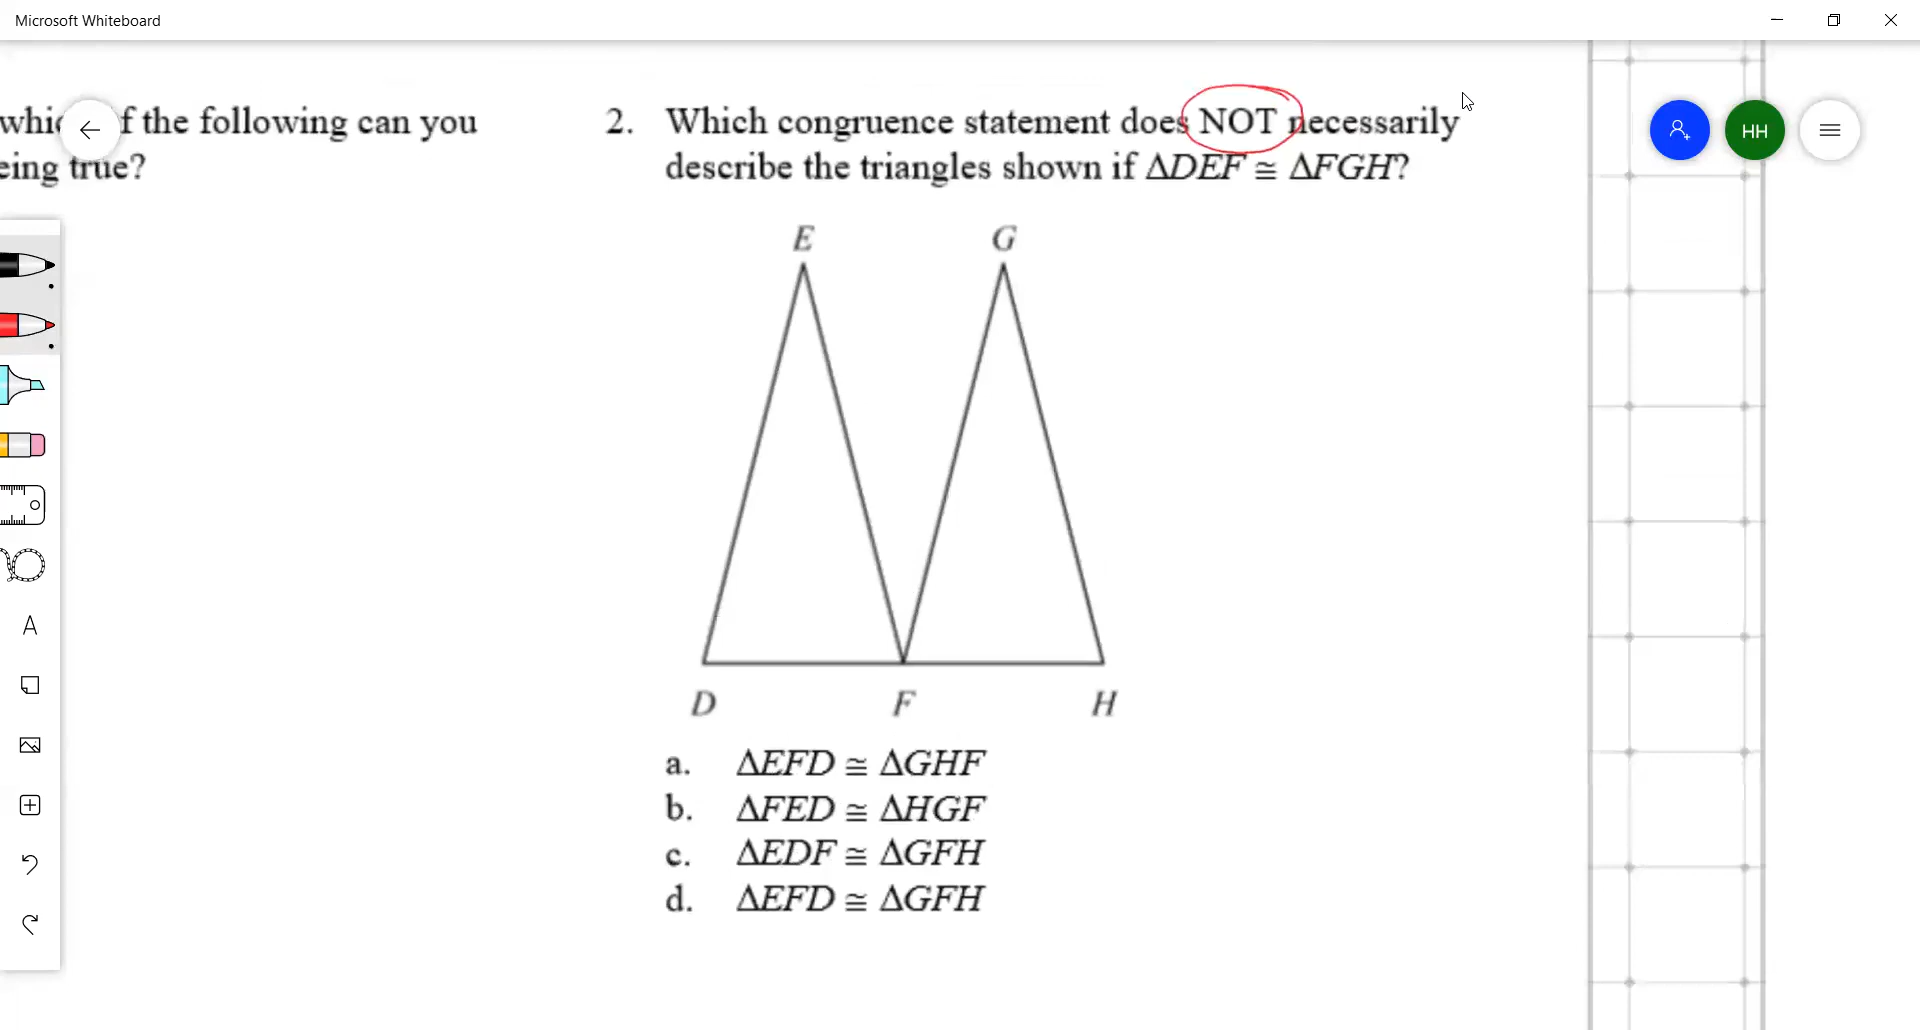 Microsoft Whiteboard
f the following can you
eing true?
2. Which congruence statement does NOT necessarily
describe the triangles shown if ΔDEF ≅ ΔFGH?
HH
E G
D F H
a. ΔEFD ≅ ΔGHF
b. ΔFED ≅ ΔHGF
c. ΔEDF ≅ ΔGFH
d. ΔEFD ≅ ΔGFH
A